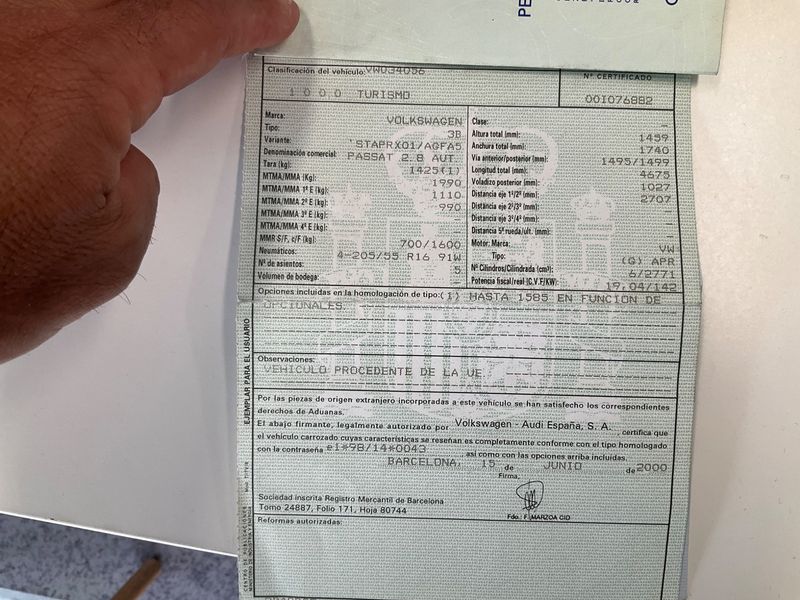 PE
Clasificación del vehículo: VW034056
Nº CERTIFICADO
1 0 0 0 TURISMO
00I076882
Marca: VOLKSWAGEN
Tipo: 3B
Variante: STAPRX01/AGFA5
Denominación comercial: PASSAT 2.8 AUT.
Tara (kg): 1425(1)
MTMA/MMA (Kg): 1990
MTMA/MMA 1º E (kg): 1110
MTMA/MMA 2º E (kg): 990
MTMA/MMA 3º E (kg): –
MTMA/MMA 4º E (kg): –
MMR S/F, c/F (kg): 700/1600
Neumáticos: 4-205/55 R16 91W
Nº de asientos: 5
Volumen de bodega: –
Clase: –
Altura total (mm): 1459
Anchura total (mm): 1740
Vía anterior/posterior (mm): 1495/1499
Longitud total (mm): 4675
Voladizo posterior (mm): 1027
Distancia eje 1º/2º (mm): 2707
Distancia eje 2º/3º (mm): –
Distancia eje 3º/4º (mm): –
Distancia 5ª rueda/ult. (mm): –
Motor: Marca: VW
Tipo: (G) APR
Nº Cilindros/Cilindrada (cm³): 6/2771
Potencia fiscal/real (C.V.F/KW): 19,04/142
Opciones incluidas en la homologación de tipo: (1) HASTA 1585 EN FUNCION DE
OPCIONALES
Observaciones:
VEHICULO PROCEDENTE DE LA UE
EJEMPLAR PARA EL USUARIO
Por las piezas de origen extranjero incorporadas a este vehículo se han satisfecho los correspondientes
derechos de Aduanas.
El abajo firmante, legalmente autorizado por Volkswagen - Audi España, S. A., certifica que
el vehículo carrozado cuyas características se reseñan es completamente conforme con el tipo homologado
con la contraseña e1*98/14*0043 así como con las opciones arriba incluidas.
BARCELONA, 15 de JUNIO de 2000
Firma
Sociedad inscrita Registro Mercantil de Barcelona
Tomo 24887, Folio 171, Hoja 80744
Fdo.: F. MARZOA CID
Reformas autorizadas: